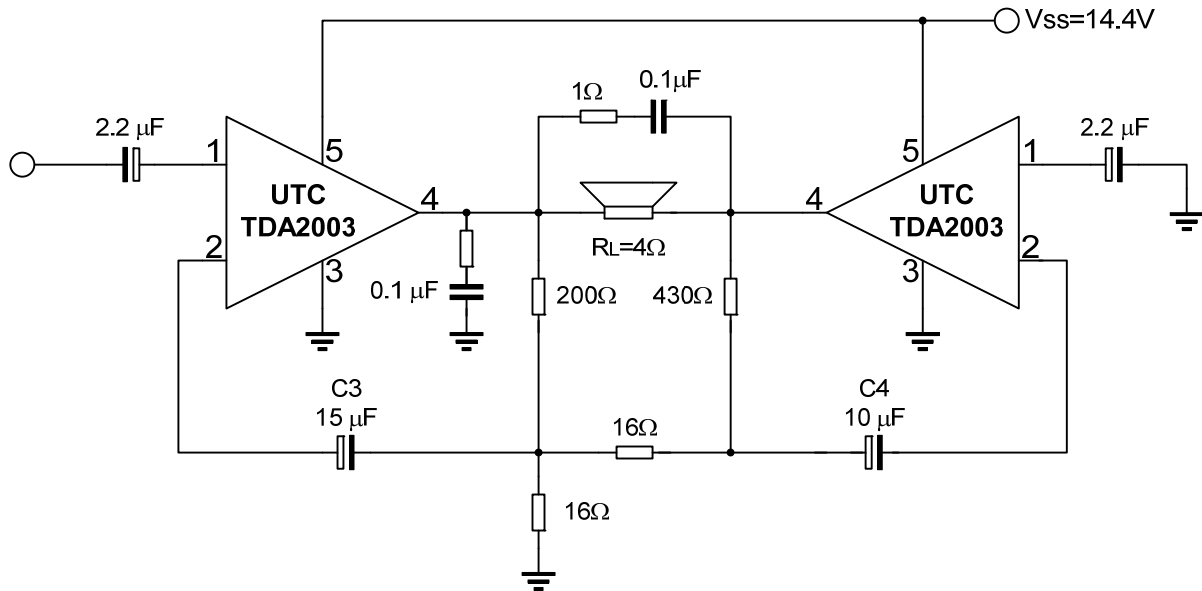 Vss=14.4V
1Ω
0.1µF
2.2 µF
2.2 µF
1
5
UTC
TDA2003
4
2
3
RL=4Ω
4
5
1
UTC
TDA2003
3
2
0.1 µF
200Ω
430Ω
C3
15 µF
C4
10 µF
16Ω
16Ω